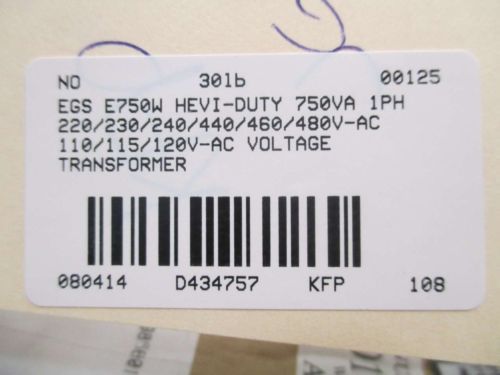 NO 30lb 00125
EGS E750W HEVI-DUTY 750VA 1PH
220/230/240/440/460/480V-AC
110/115/120V-AC VOLTAGE
TRANSFORMER
080414 D434757 KFP 108